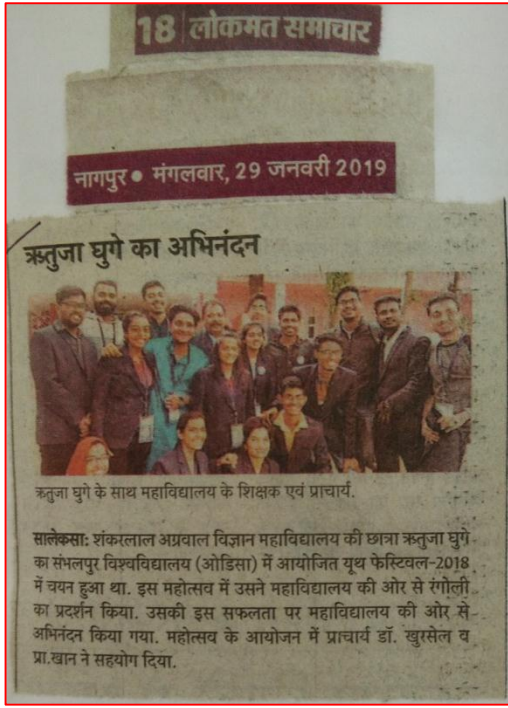 18 लोकमत समाचार
नागपुर ● मंगलवार, 29 जनवरी 2019
ऋतुजा घुगे का अभिनंदन
ऋतुजा घुगे के साथ महाविद्यालय के शिक्षक एवं प्राचार्य.
सालेकसाः शंकरलाल अग्रवाल विज्ञान महाविद्यालय की छात्रा ऋतुजा घुगे
का संभलपुर विश्वविद्यालय (ओडिसा) में आयोजित यूथ फेस्टिवल-2018
में चयन हुआ था. इस महोत्सव में उसने महाविद्यालय की ओर से रंगोली
का प्रदर्शन किया. उसकी इस सफलता पर महाविद्यालय की ओर से
अभिनंदन किया गया. महोत्सव के आयोजन में प्राचार्य डॉ. खुरसेल व
प्रा.खान ने सहयोग दिया.